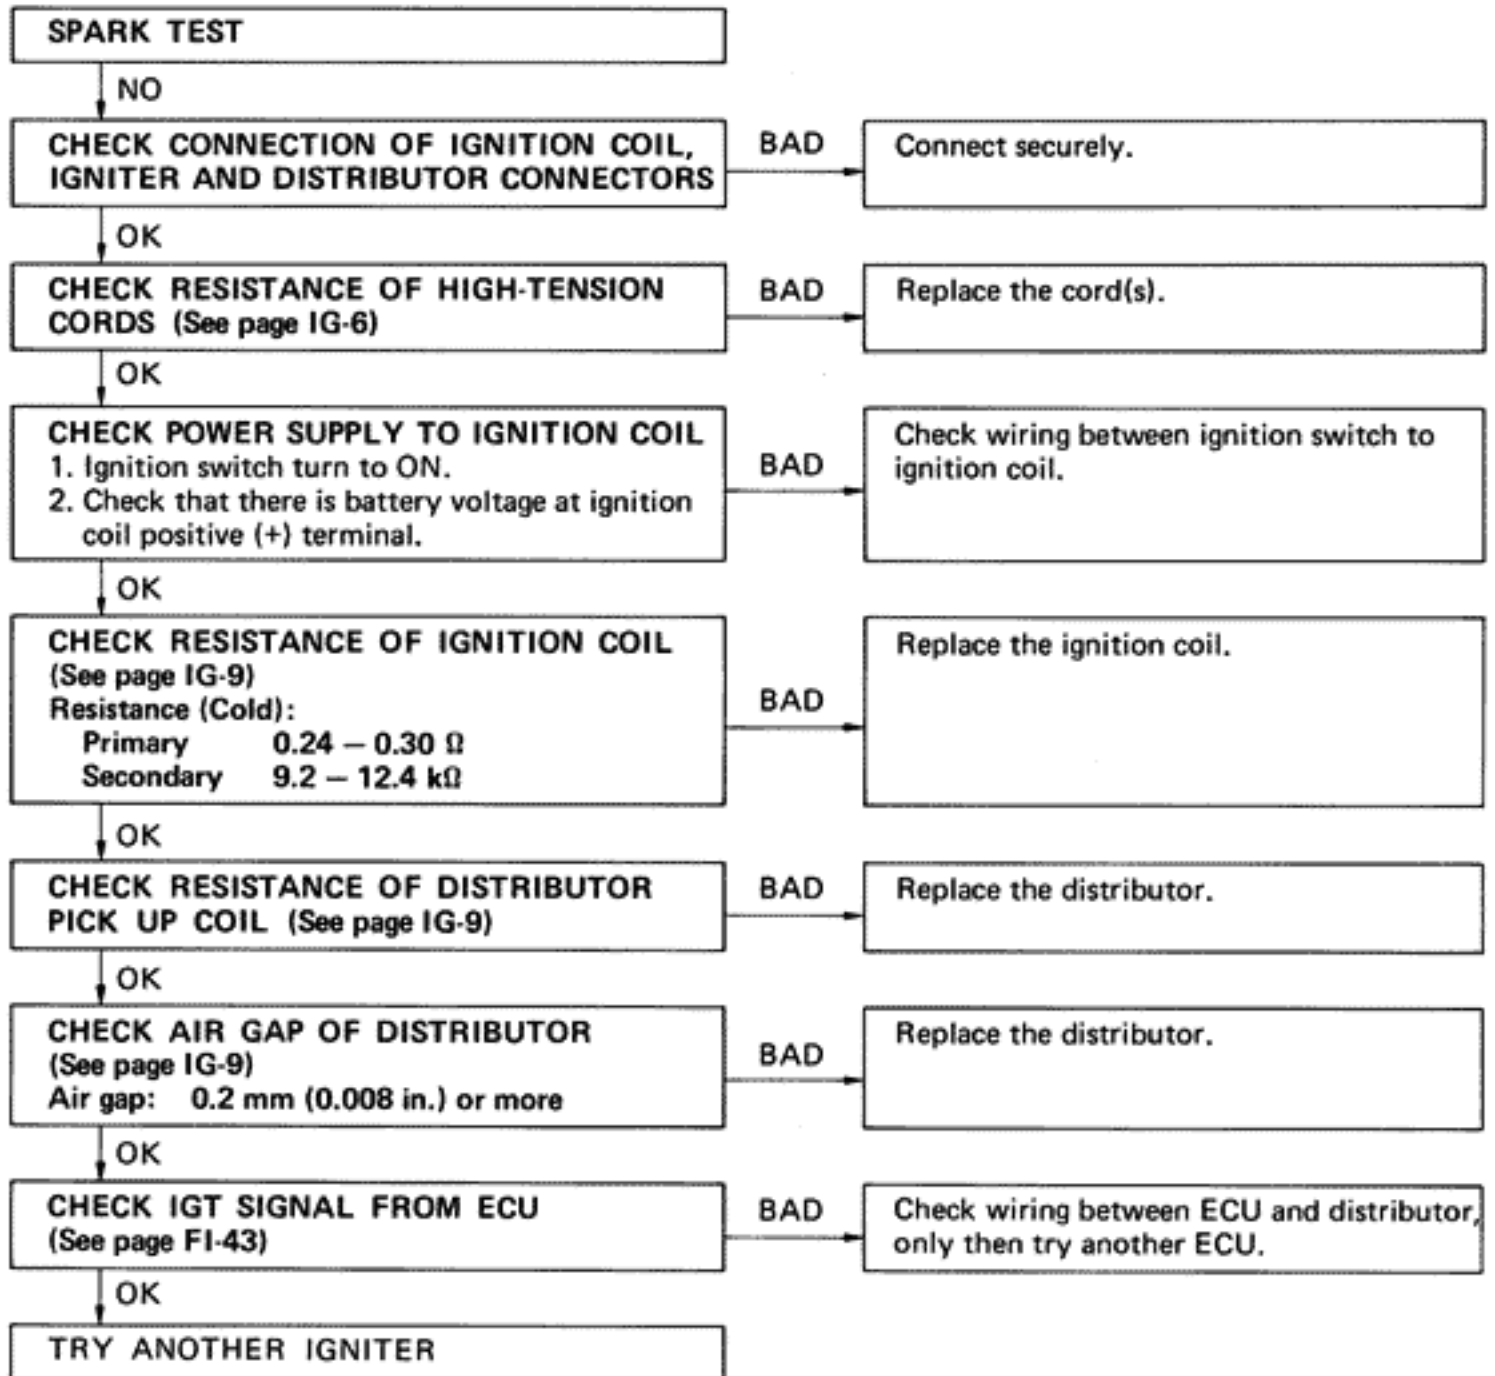 SPARK TEST
NO
CHECK CONNECTION OF IGNITION COIL,
IGNITER AND DISTRIBUTOR CONNECTORS
BAD
Connect securely.
OK
CHECK RESISTANCE OF HIGH-TENSION
CORDS (See page IG-6)
BAD
Replace the cord(s).
OK
CHECK POWER SUPPLY TO IGNITION COIL
1. Ignition switch turn to ON.
2. Check that there is battery voltage at ignition
coil positive (+) terminal.
BAD
Check wiring between ignition switch to
ignition coil.
OK
CHECK RESISTANCE OF IGNITION COIL
(See page IG-9)
Resistance (Cold):
Primary 0.24 — 0.30 Ω
Secondary 9.2 — 12.4 kΩ
BAD
Replace the ignition coil.
OK
CHECK RESISTANCE OF DISTRIBUTOR
PICK UP COIL (See page IG-9)
BAD
Replace the distributor.
OK
CHECK AIR GAP OF DISTRIBUTOR
(See page IG-9)
Air gap: 0.2 mm (0.008 in.) or more
BAD
Replace the distributor.
OK
CHECK IGT SIGNAL FROM ECU
(See page FI-43)
BAD
Check wiring between ECU and distributor,
only then try another ECU.
OK
TRY ANOTHER IGNITER